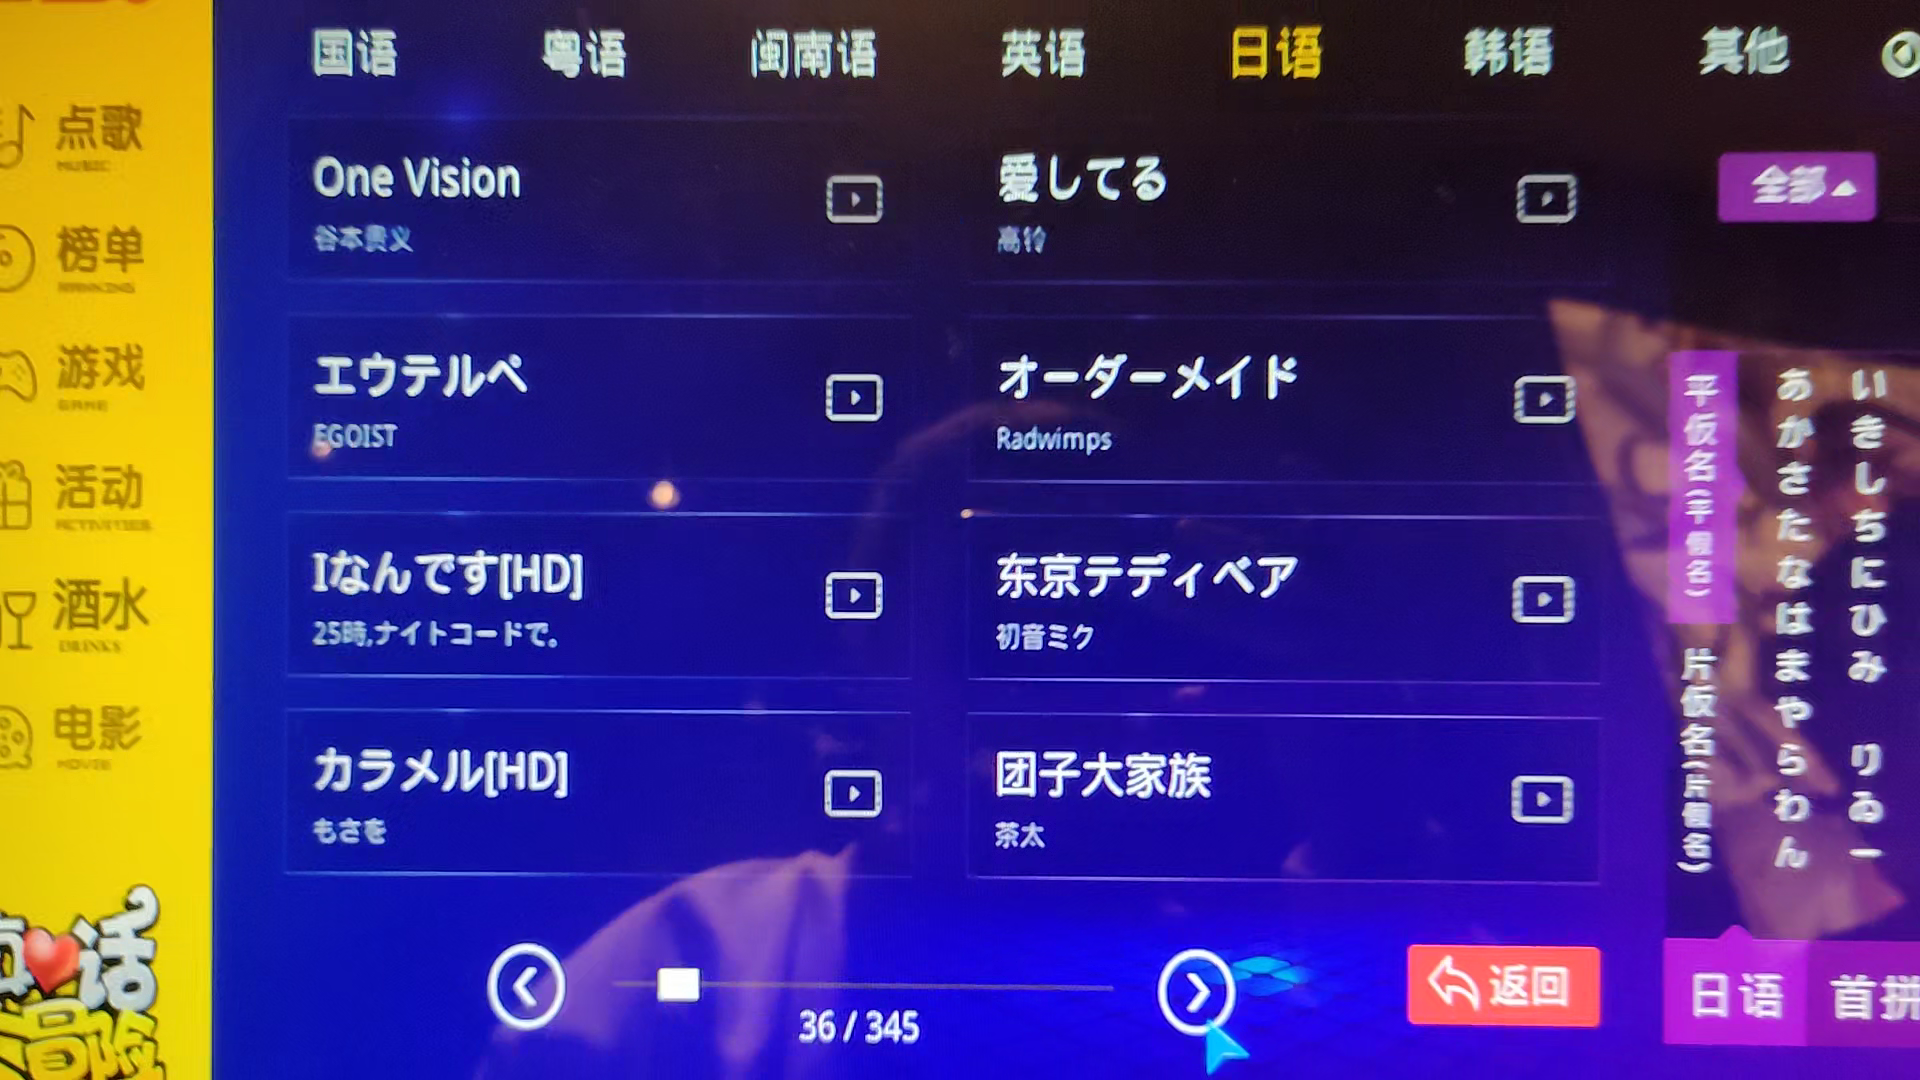 国语 粤语 闽南语 英语 日语 韩语 其他
点歌
MUSIC
榜单
RANKING
游戏
GAME
活动
ACTIVITIES
酒水
DRINKS
电影
MOVIE
话
冒险
One Vision
谷本贵义
爱してる
高铃
エウテルペ
EGOIST
オーダーメイド
Radwimps
Iなんです[HD]
25時,ナイトコードで。
东京テディベア
初音ミク
カラメル[HD]
もさを
团子大家族
茶太
36 / 345
返回
全部
平仮名(平假名)
片仮名(片假名)
あかさたなはまやらわん
いきしちにひみ りゐー
日语
首拼